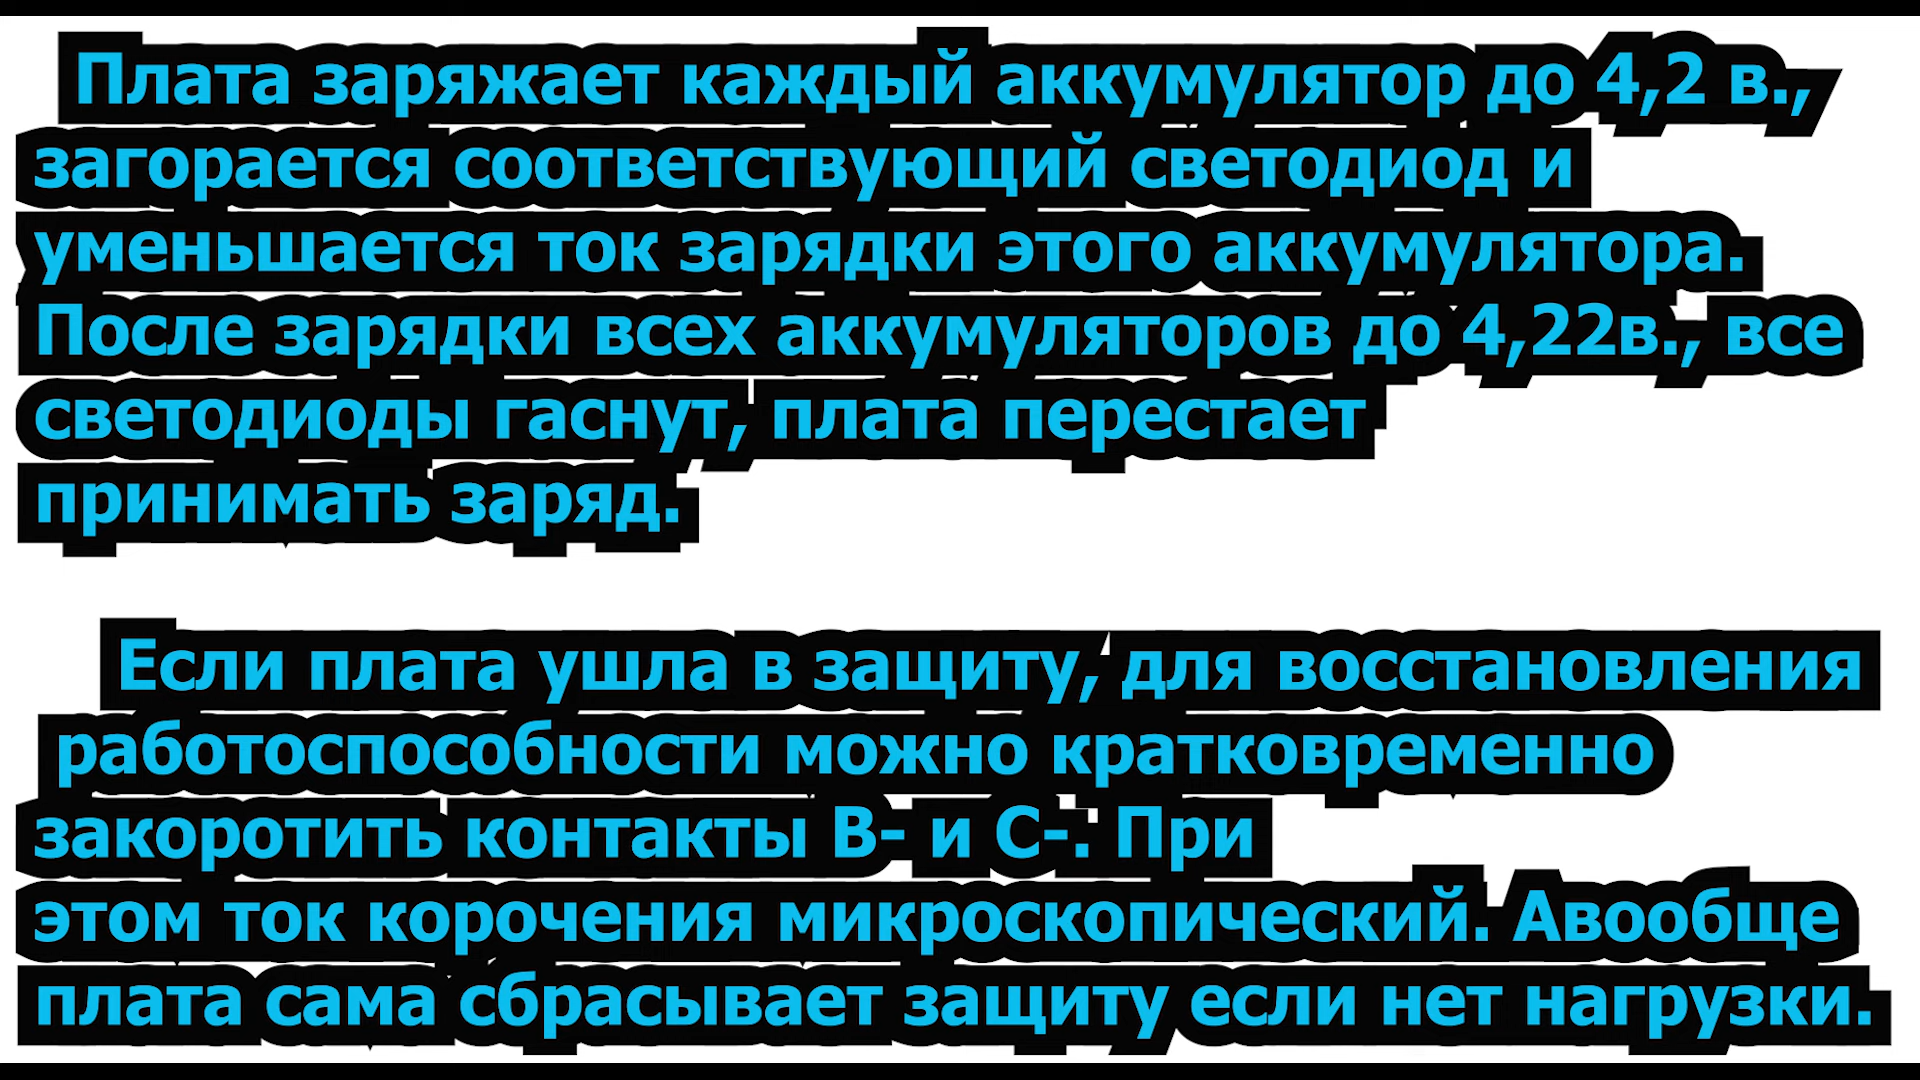 Плата заряжает каждый аккумулятор до 4,2 в.,
загорается соответствующий светодиод и
уменьшается ток зарядки этого аккумулятора.
После зарядки всех аккумуляторов до 4,22в., все
светодиоды гаснут, плата перестает
принимать заряд.
Если плата ушла в защиту, для восстановления
работоспособности можно кратковременно
закоротить контакты В- и С-. При
этом ток корочения микроскопический. Авообще
плата сама сбрасывает защиту если нет нагрузки.